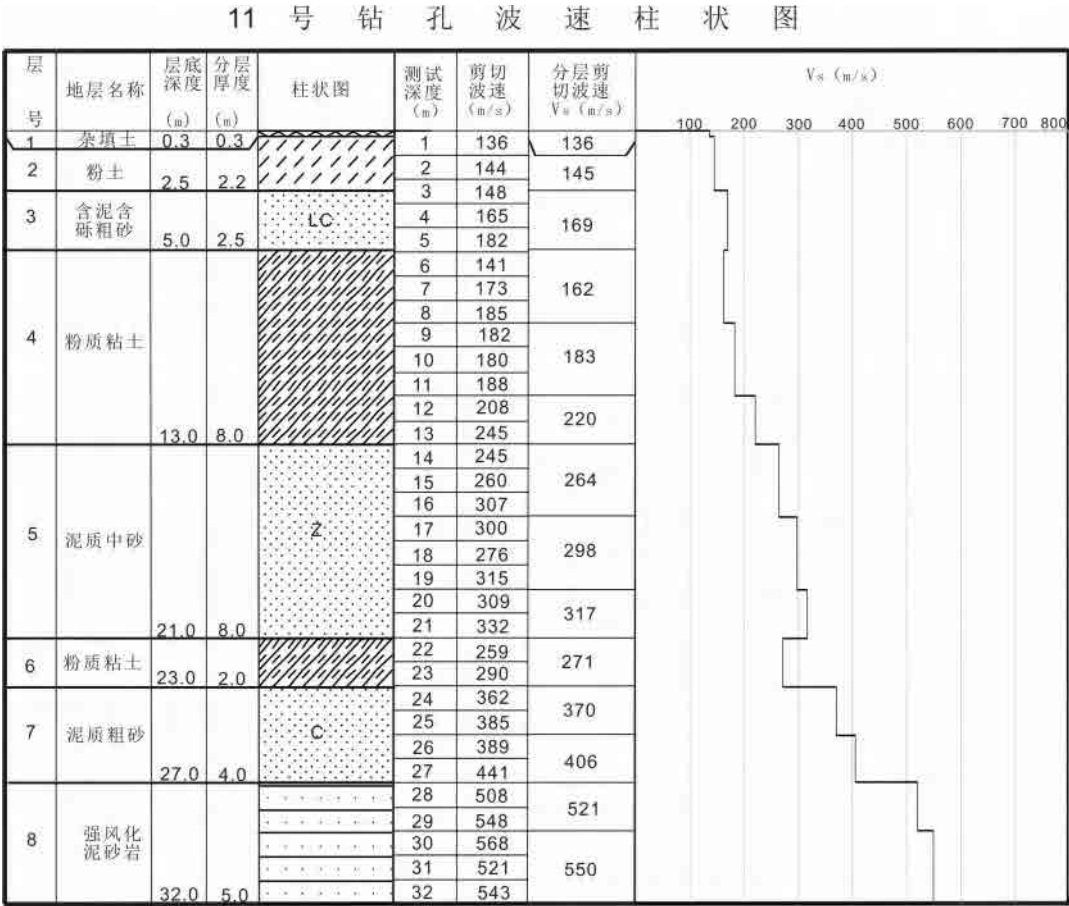 11 号 钻 孔 波 速 柱 状 图
层号 地层名称 层底深度(m) 分层厚度(m) 柱状图 测试深度(m) 剪切波速(m/s) 分层剪切波速Vs(m/s) Vs (m/s)
100 200 300 400 500 600 700 800
1 杂填土 0.3 0.3 1 136 136
2 粉土 2.5 2.2 2 144 145
3 148
3 含泥含砾粗砂 5.0 2.5 LC 4 165 169
5 182
6 141
7 173 162
8 185
4 粉质粘土 13.0 8.0 9 182
10 180 183
11 188
12 208 220
13 245
14 245
15 260 264
16 307
5 泥质中砂 21.0 8.0 Z 17 300
18 276 298
19 315
20 309 317
21 332
6 粉质粘土 23.0 2.0 22 259 271
23 290
24 362 370
7 泥质粗砂 27.0 4.0 C 25 385
26 389 406
27 441
28 508 521
29 548
8 强风化泥砂岩 32.0 5.0 30 568
31 521 550
32 543